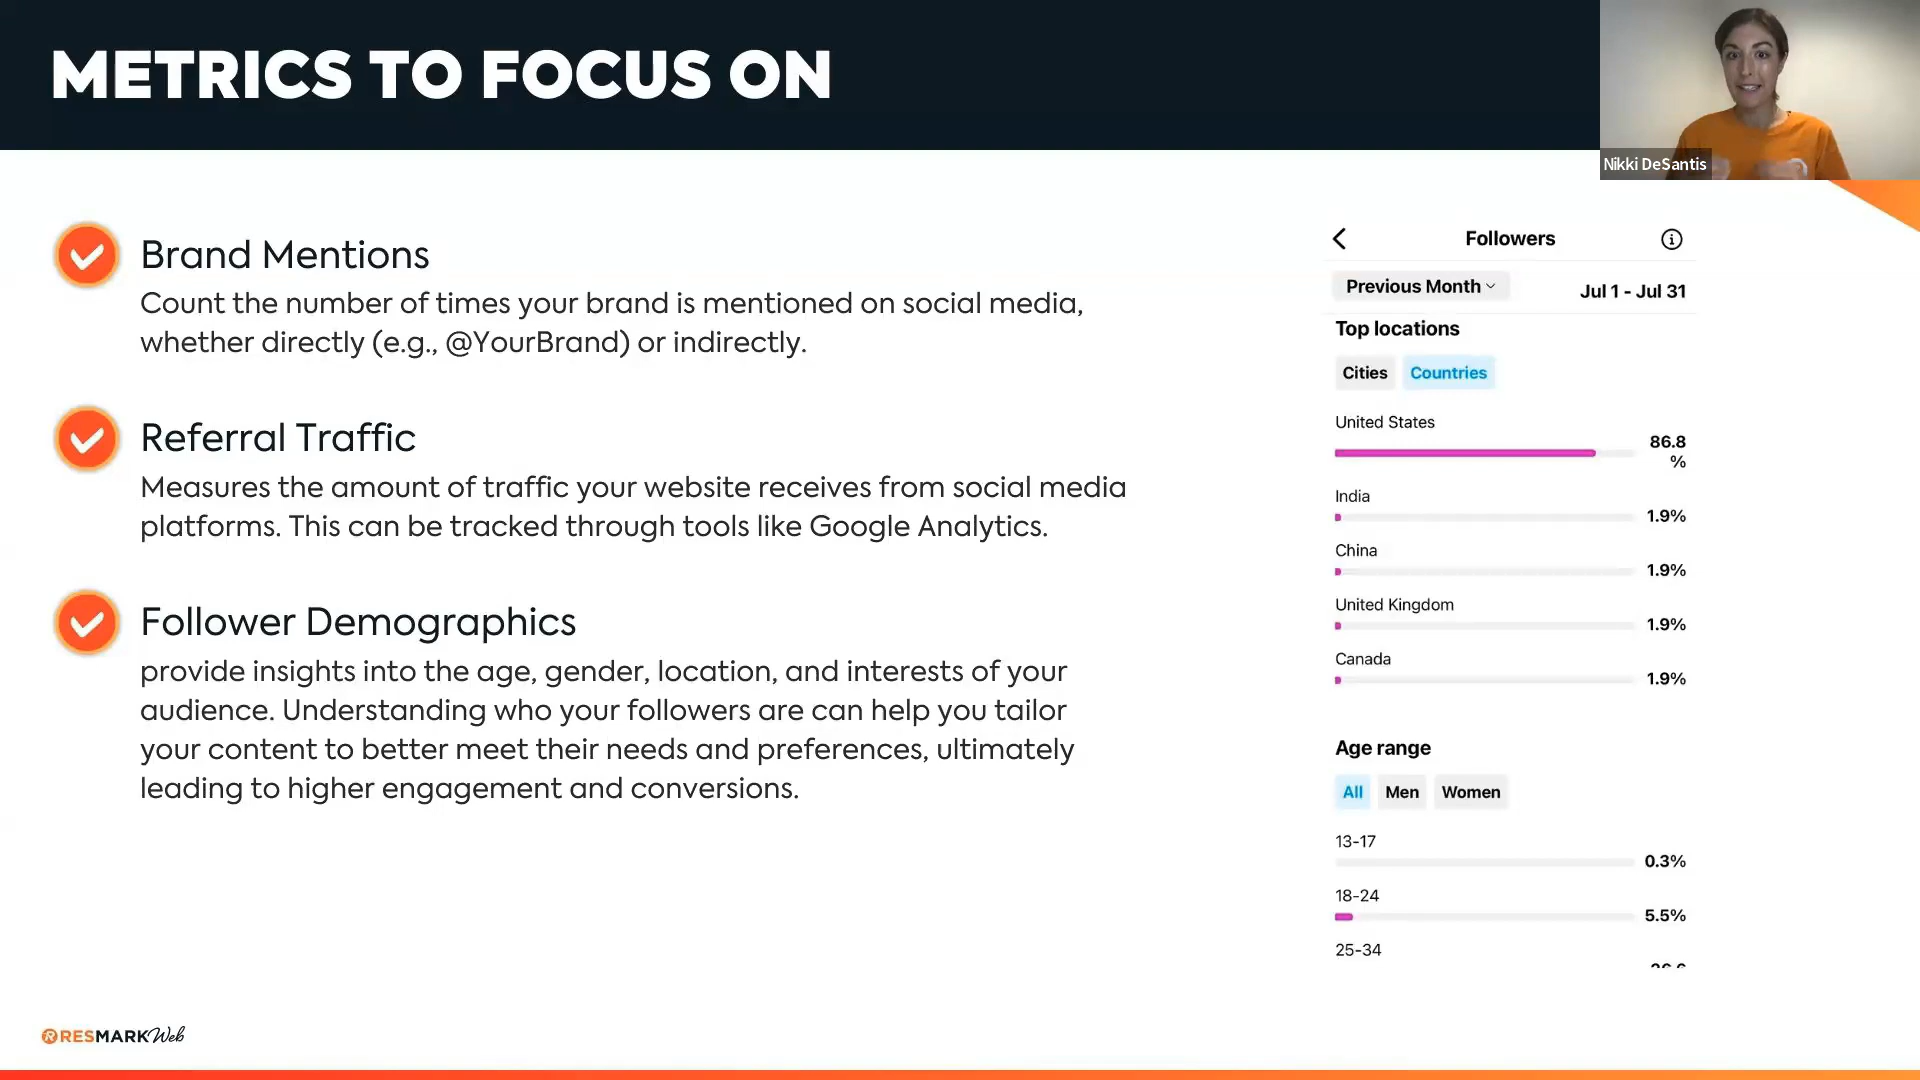 METRICS TO FOCUS ON
Nikki DeSantis
Brand Mentions
Count the number of times your brand is mentioned on social media,
whether directly (e.g., @YourBrand) or indirectly.
Referral Traffic
Measures the amount of traffic your website receives from social media
platforms. This can be tracked through tools like Google Analytics.
Follower Demographics
provide insights into the age, gender, location, and interests of your
audience. Understanding who your followers are can help you tailor
your content to better meet their needs and preferences, ultimately
leading to higher engagement and conversions.
Followers
Previous Month
Jul 1 - Jul 31
Top locations
Cities Countries
United States
86.8
%
India
1.9%
China
1.9%
United Kingdom
1.9%
Canada
1.9%
Age range
All Men Women
13-17
0.3%
18-24
5.5%
25-34
RESMARK Web